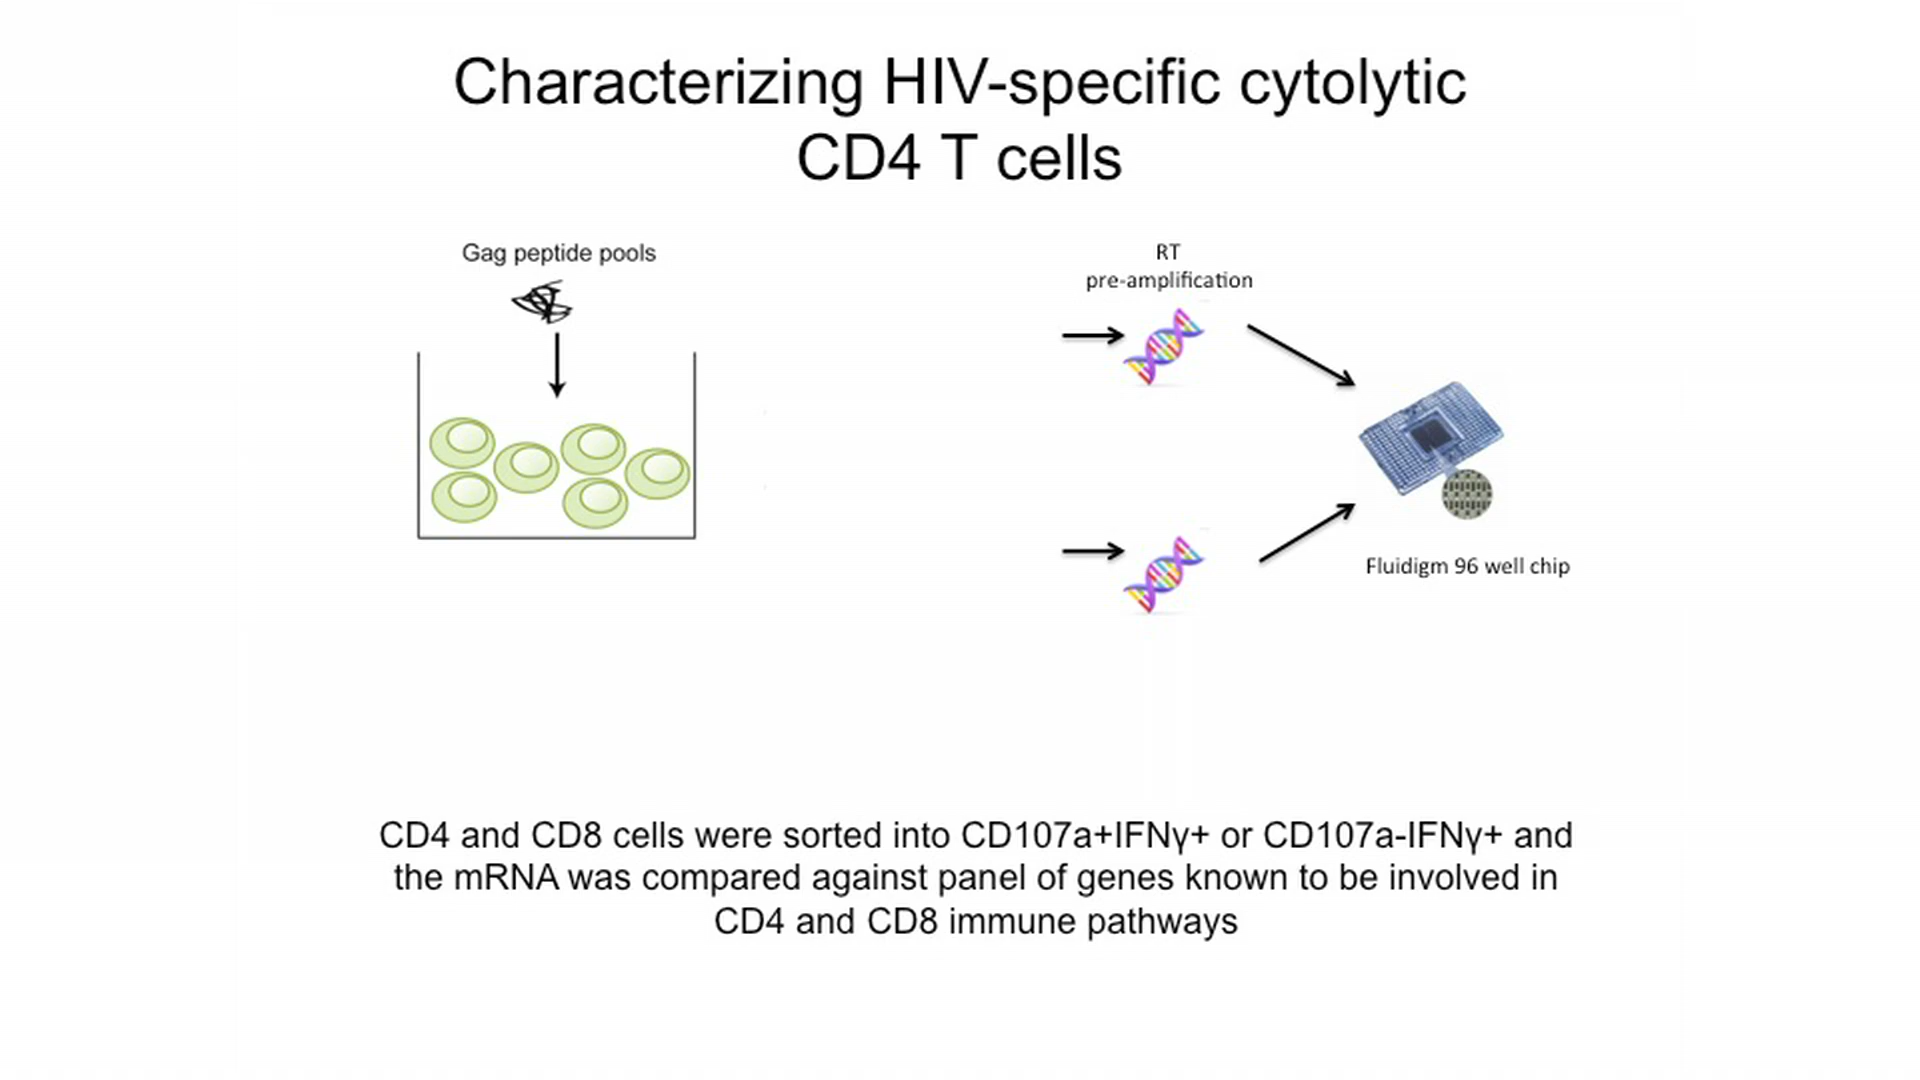 Characterizing HIV-specific cytolytic
CD4 T cells
Gag peptide pools
RT
pre-amplification
Fluidigm 96 well chip
CD4 and CD8 cells were sorted into CD107a+IFNγ+ or CD107a-IFNγ+ and
the mRNA was compared against panel of genes known to be involved in
CD4 and CD8 immune pathways